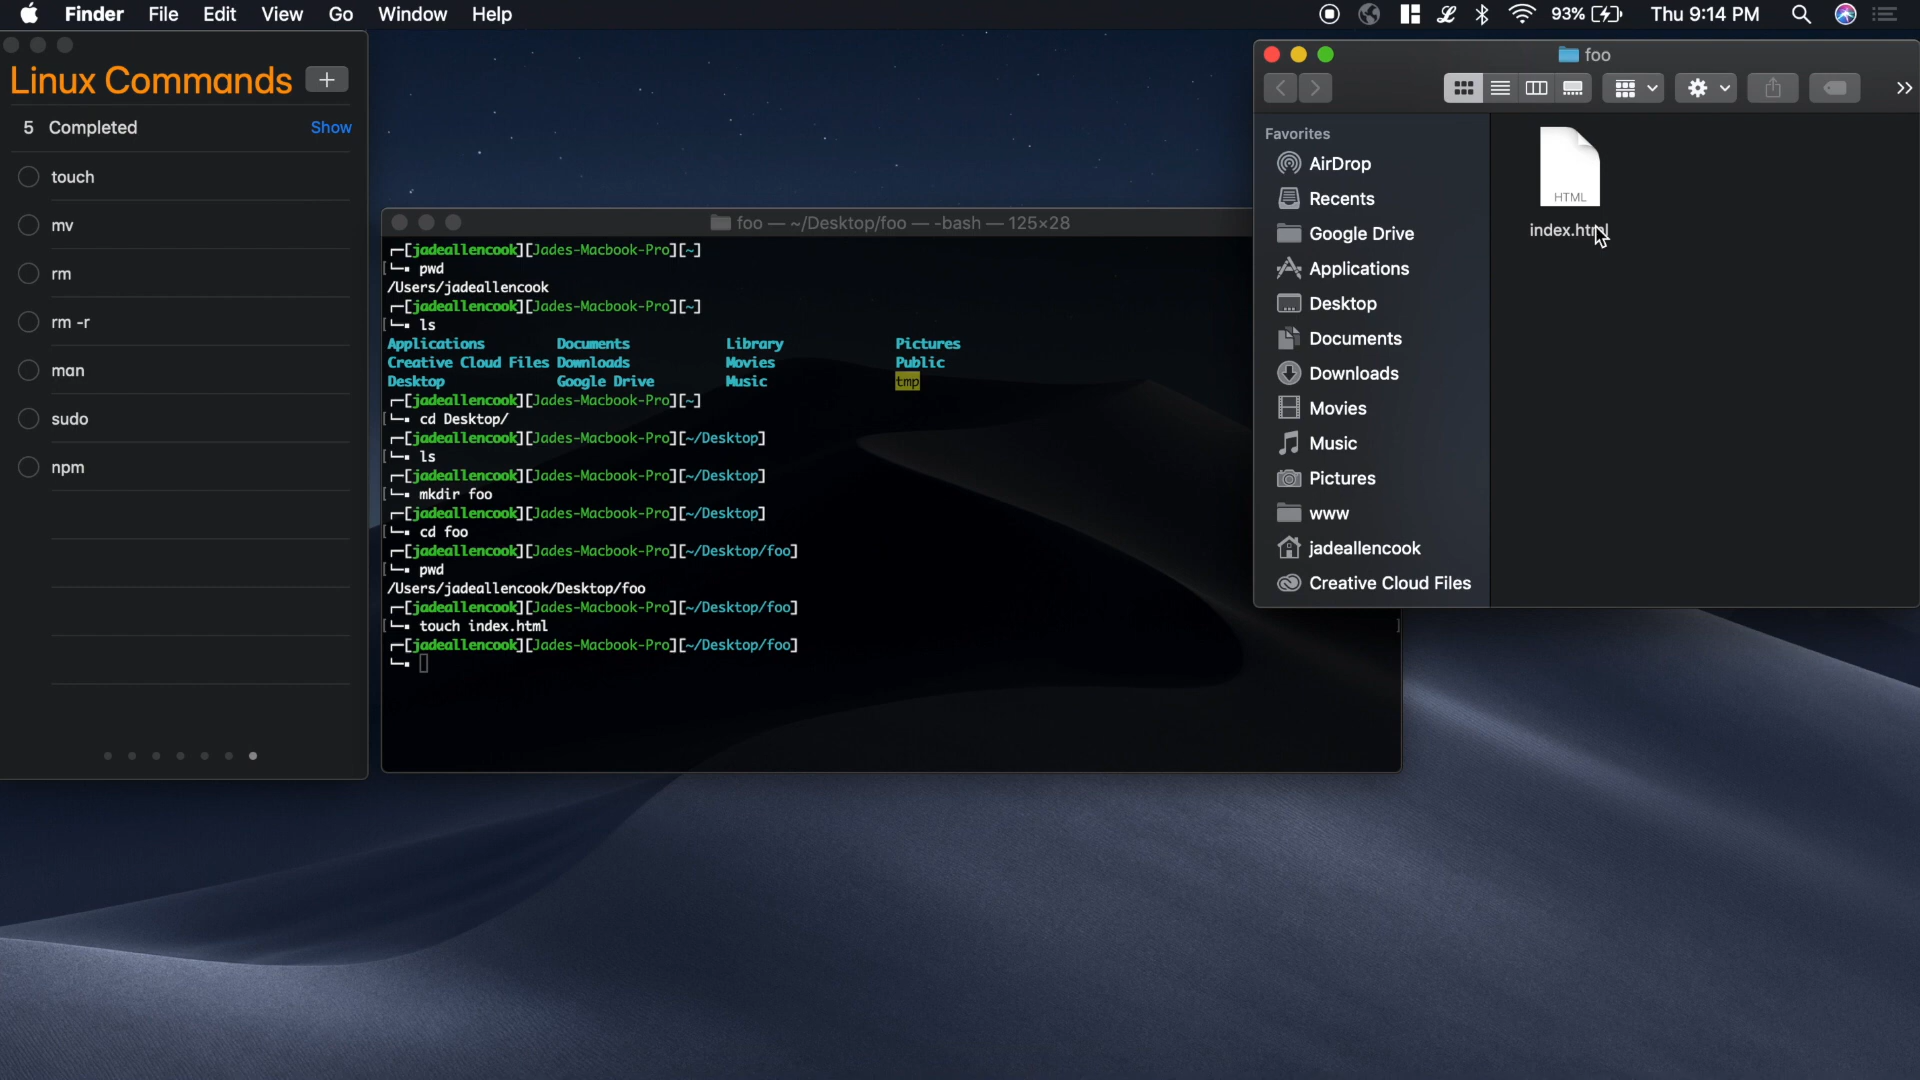 Finder File Edit View Go Window Help
93% Thu 9:14 PM
Linux Commands +
5 Completed Show
touch
mv
rm
rm -r
man
sudo
npm
foo — ~/Desktop/foo — -bash — 125×28
[jadeallencook][Jades-Macbook-Pro][~]
pwd
/Users/jadeallencook
[jadeallencook][Jades-Macbook-Pro][~]
ls
Applications Documents Library Pictures
Creative Cloud Files Downloads Movies Public
Desktop Google Drive Music tmp
[jadeallencook][Jades-Macbook-Pro][~]
cd Desktop/
[jadeallencook][Jades-Macbook-Pro][~/Desktop]
ls
[jadeallencook][Jades-Macbook-Pro][~/Desktop]
mkdir foo
[jadeallencook][Jades-Macbook-Pro][~/Desktop]
cd foo
[jadeallencook][Jades-Macbook-Pro][~/Desktop/foo]
pwd
/Users/jadeallencook/Desktop/foo
[jadeallencook][Jades-Macbook-Pro][~/Desktop/foo]
touch index.html
[jadeallencook][Jades-Macbook-Pro][~/Desktop/foo]
foo
Favorites
AirDrop
Recents
Google Drive
Applications
Desktop
Documents
Downloads
Movies
Music
Pictures
www
jadeallencook
Creative Cloud Files
HTML
index.html